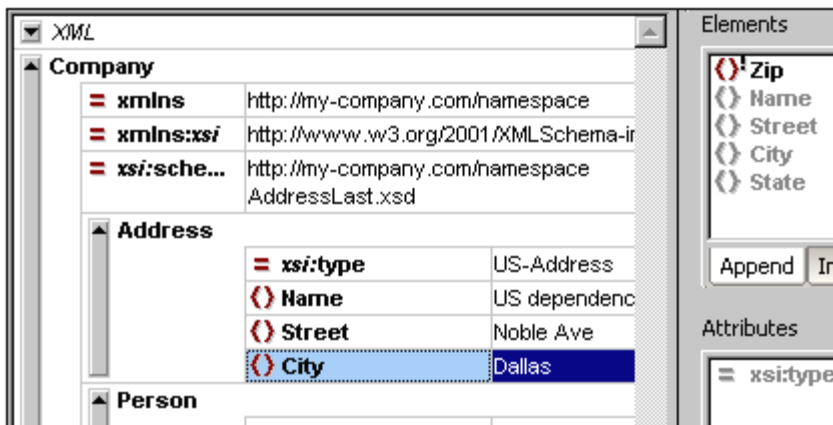 XML
Company
= xmlns http://my-company.com/namespace
= xmlns:xsi http://www.w3.org/2001/XMLSchema-in
= xsi:sche... http://my-company.com/namespace
AddressLast.xsd
Address
= xsi:type US-Address
() Name US dependenc
() Street Noble Ave
() City Dallas
Person
Elements
()! Zip
() Name
() Street
() City
() State
Append In
Attributes
= xsi:type